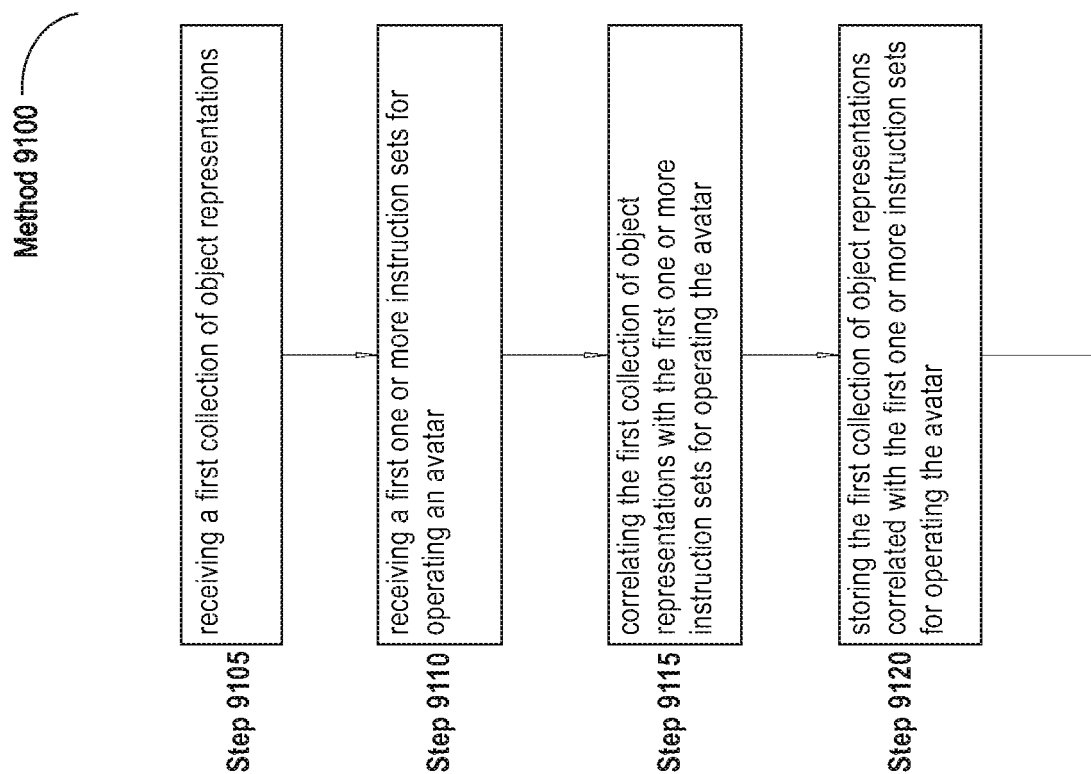 Method 9100
Step 9105
receiving a first collection of object representations
Step 9110
receiving a first one or more instruction sets for
operating an avatar
Step 9115
correlating the first collection of object
representations with the first one or more
instruction sets for operating the avatar
Step 9120
storing the first collection of object representations
correlated with the first one or more instruction sets
for operating the avatar